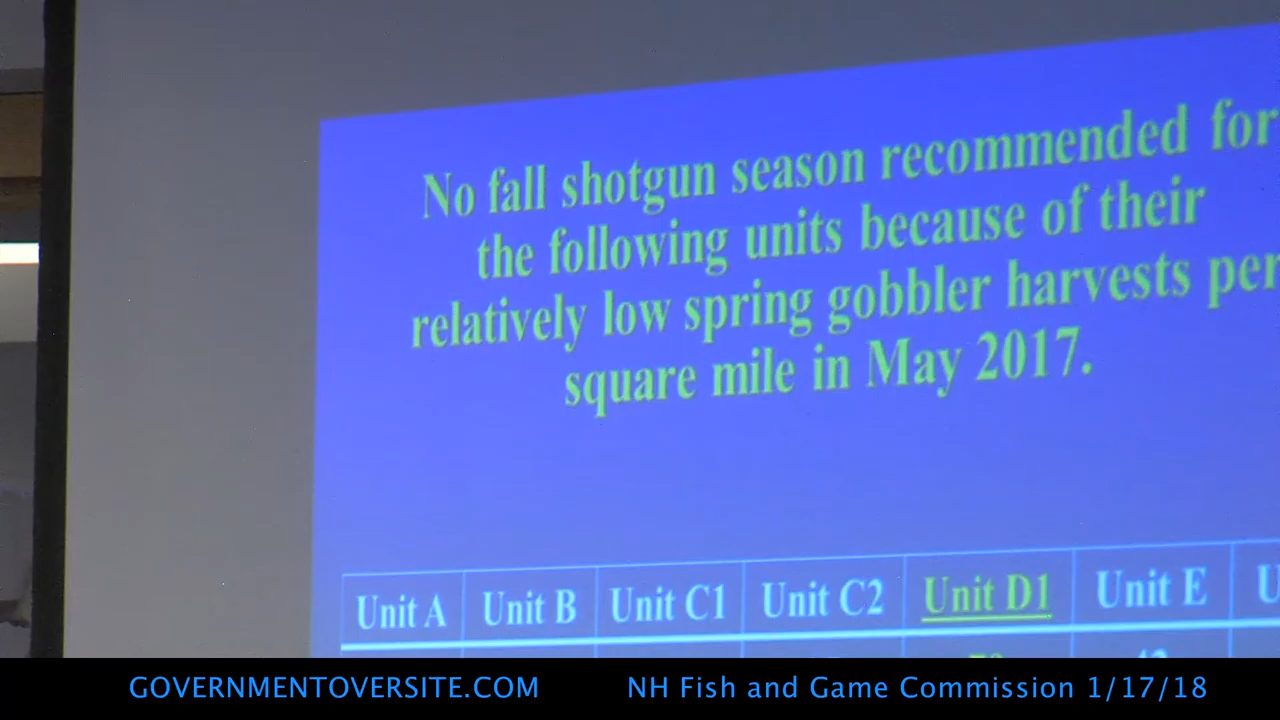 No fall shotgun season recommended for
the following units because of their
relatively low spring gobbler harvests per
square mile in May 2017.
Unit A Unit B Unit C1 Unit C2 Unit D1 Unit E
GOVERNMENTOVERSITE.COM NH Fish and Game Commission 1/17/18